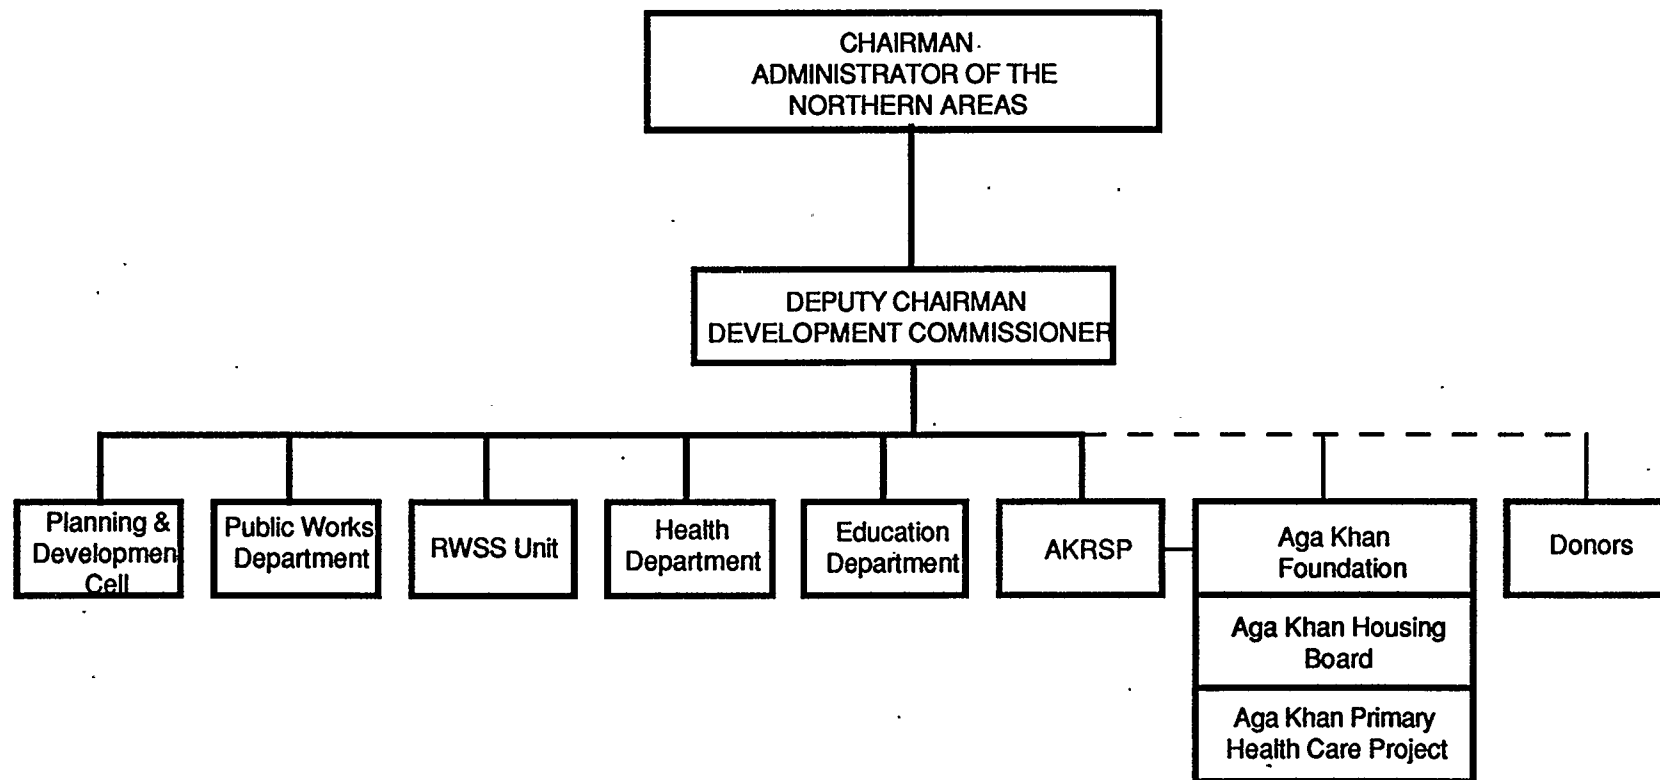 CHAIRMAN
ADMINISTRATOR OF THE
NORTHERN AREAS
DEPUTY CHAIRMAN
DEVELOPMENT COMMISSIONER
Planning &
Developmen
Cell
Public Works
Department
RWSS Unit
Health
Department
Education
Department
AKRSP
Aga Khan
Foundation
Aga Khan Housing
Board
Aga Khan Primary
Health Care Project
Donors